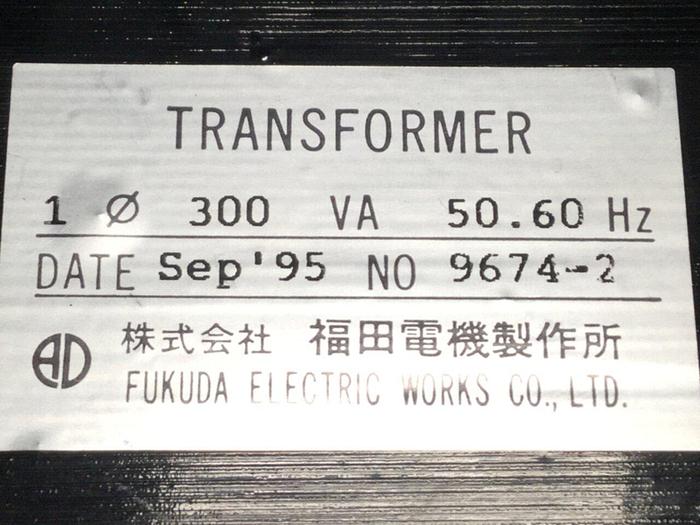 TRANSFORMER
1 Ø 300 VA 50.60 Hz
DATE Sep'95 NO 9674-2
株式会社 福田電機製作所
FUKUDA ELECTRIC WORKS CO., LTD.